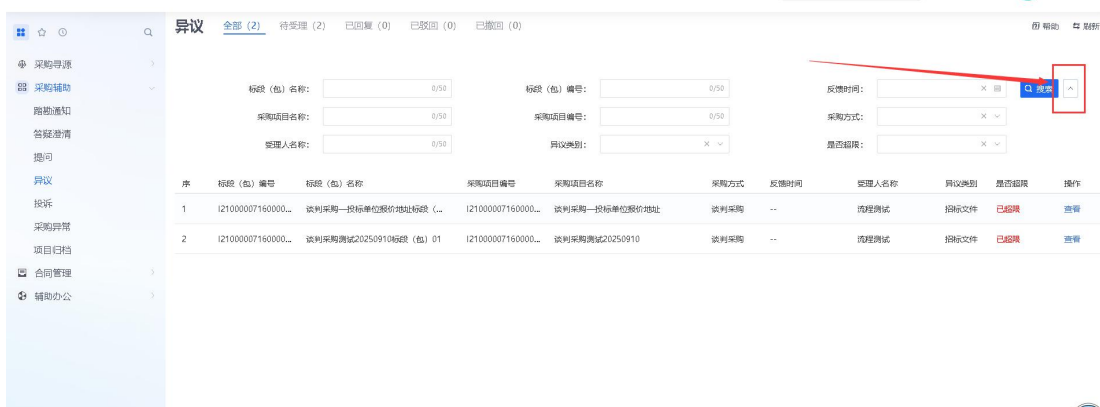 异议 全部（2） 待受理（2） 已回复（0） 已驳回（0） 已撤回（0） 帮助 刷新
采购寻源
采购辅助
踏勘通知
答疑澄清
提问
异议
投诉
采购异常
项目归档
合同管理
辅助办公
标段（包）名称： 0/50 标段（包）编号： 0/50 反馈时间： 搜索
采购项目名称： 0/50 采购项目编号： 0/50 采购方式：
受理人名称： 0/50 异议类别： 是否超限：
序 标段（包）编号 标段（包）名称 采购项目编号 采购项目名称 采购方式 反馈时间 受理人名称 异议类别 是否超限 操作
1 I21000007160000... 谈判采购—投标单位报价地址标段（... I21000007160000... 谈判采购—投标单位报价地址 谈判采购 -- 流程测试 招标文件 已超限 查看
2 I21000007160000... 谈判采购测试20250910标段（包）01 I21000007160000... 谈判采购测试20250910 谈判采购 -- 流程测试 招标文件 已超限 查看